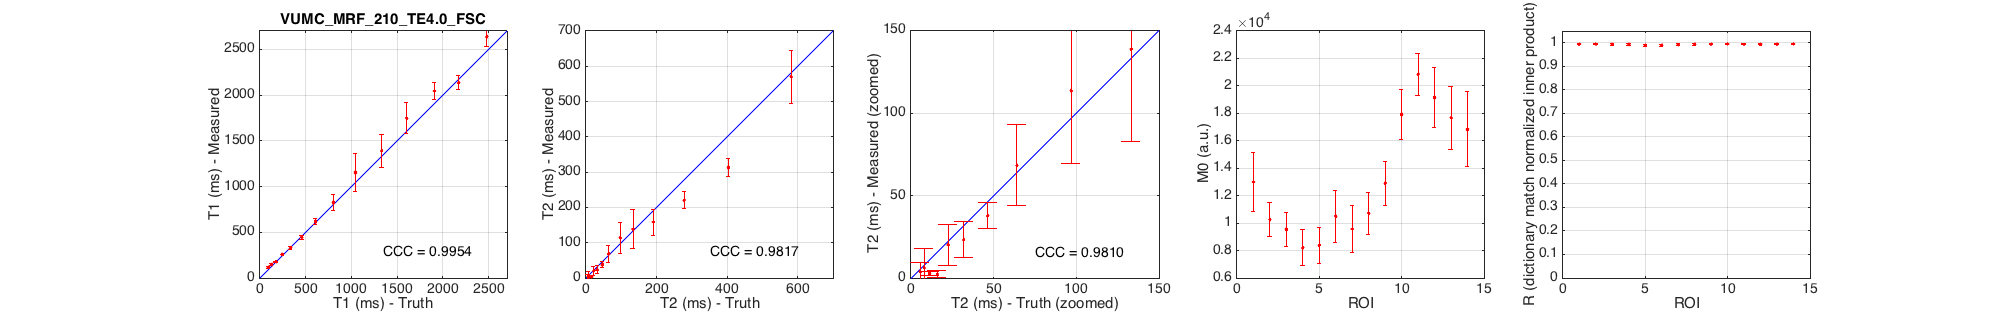 VUMC_MRF_210_TE4.0_FSC
T1 (ms) - Measured
2500
2000
1500
1000
500
0
CCC = 0.9954
0 500 1000 1500 2000 2500
T1 (ms) - Truth
T2 (ms) - Measured
700
600
500
400
300
200
100
0
CCC = 0.9817
0 200 400 600
T2 (ms) - Truth
T2 (ms) - Measured (zoomed)
150
100
50
0
CCC = 0.9810
0 50 100 150
T2 (ms) - Truth (zoomed)
×10⁴
M0 (a.u.)
2.4
2.2
2
1.8
1.6
1.4
1.2
1
0.8
0.6
0 5 10 15
ROI
R (dictionary match normalized inner product)
1
0.9
0.8
0.7
0.6
0.5
0.4
0.3
0.2
0.1
0
0 5 10 15
ROI